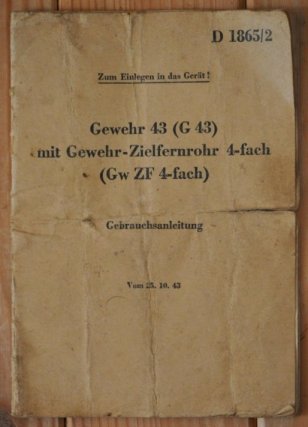 D 1865/2
Zum Einlegen in das Gerät!
Gewehr 43 (G 43)
mit Gewehr-Zielfernrohr 4-fach
(Gw ZF 4-fach)
Gebrauchsanleitung
Vom 25. 10. 43